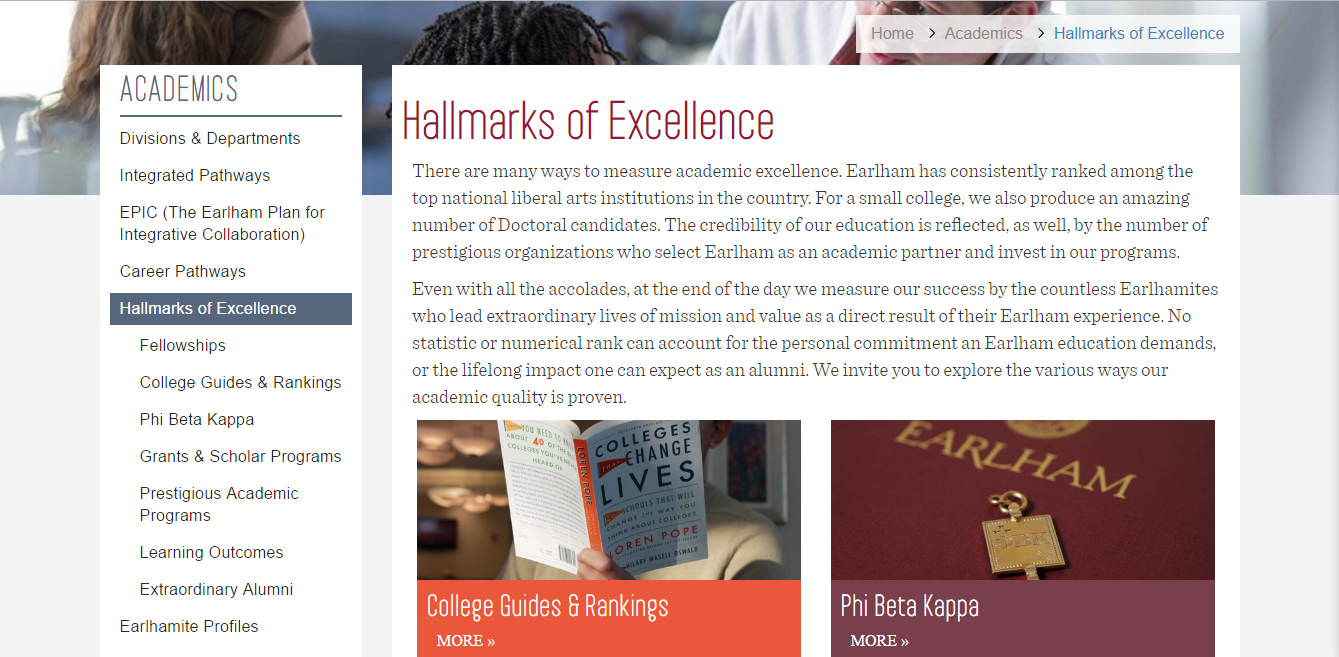 Home > Academics > Hallmarks of Excellence
ACADEMICS
Divisions & Departments
Integrated Pathways
EPIC (The Earlham Plan for
Integrative Collaboration)
Career Pathways
Hallmarks of Excellence
Fellowships
College Guides & Rankings
Phi Beta Kappa
Grants & Scholar Programs
Prestigious Academic
Programs
Learning Outcomes
Extraordinary Alumni
Earlhamite Profiles
Hallmarks of Excellence
There are many ways to measure academic excellence. Earlham has consistently ranked among the
top national liberal arts institutions in the country. For a small college, we also produce an amazing
number of Doctoral candidates. The credibility of our education is reflected, as well, by the number of
prestigious organizations who select Earlham as an academic partner and invest in our programs.
Even with all the accolades, at the end of the day we measure our success by the countless Earlhamites
who lead extraordinary lives of mission and value as a direct result of their Earlham experience. No
statistic or numerical rank can account for the personal commitment an Earlham education demands,
or the lifelong impact one can expect as an alumni. We invite you to explore the various ways our
academic quality is proven.
YOU NEED TO
ABOUT 40 OF THE
COLLEGES YOU'VE
HEARD OF
LOREN POPE
COLLEGES
THAT CHANGE
LIVES
SCHOOLS THAT WILL
CHANGE THE WAY YOU
THINK ABOUT COLLEGES
LOREN POPE
HILARY MASELL OSWALD
College Guides & Rankings
MORE »
EARLHAM
ΦΒΚ
Phi Beta Kappa
MORE »